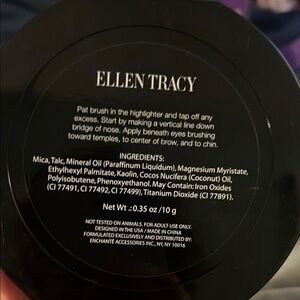 ELLEN TRACY
Pat brush in the highlighter and tap off any
excess. Start by making a vertical line down
bridge of nose. Apply beneath eyes brushing
toward temples, to center of brow, and to chin.
INGREDIENTS:
Mica, Talc, Mineral Oil (Paraffinum Liquidum), Magnesium Myristate,
Ethylhexyl Palmitate, Kaolin, Cocos Nucifera (Coconut) Oil,
Polyisobutene, Phenoxyethanol. May Contain: Iron Oxides
(CI 77491, CI 77492, CI 77499), Titanium Dioxide (CI 77891).
Net Wt .: 0.35 oz / 10 g
NOT TESTED ON ANIMALS. FOR ADULT USE ONLY.
DESIGNED IN THE USA / MADE IN CHINA
FORMULATED EXCLUSIVELY AND DISTRIBUTED BY:
ENCHANTE ACCESSORIES INC., NY, NY 10016